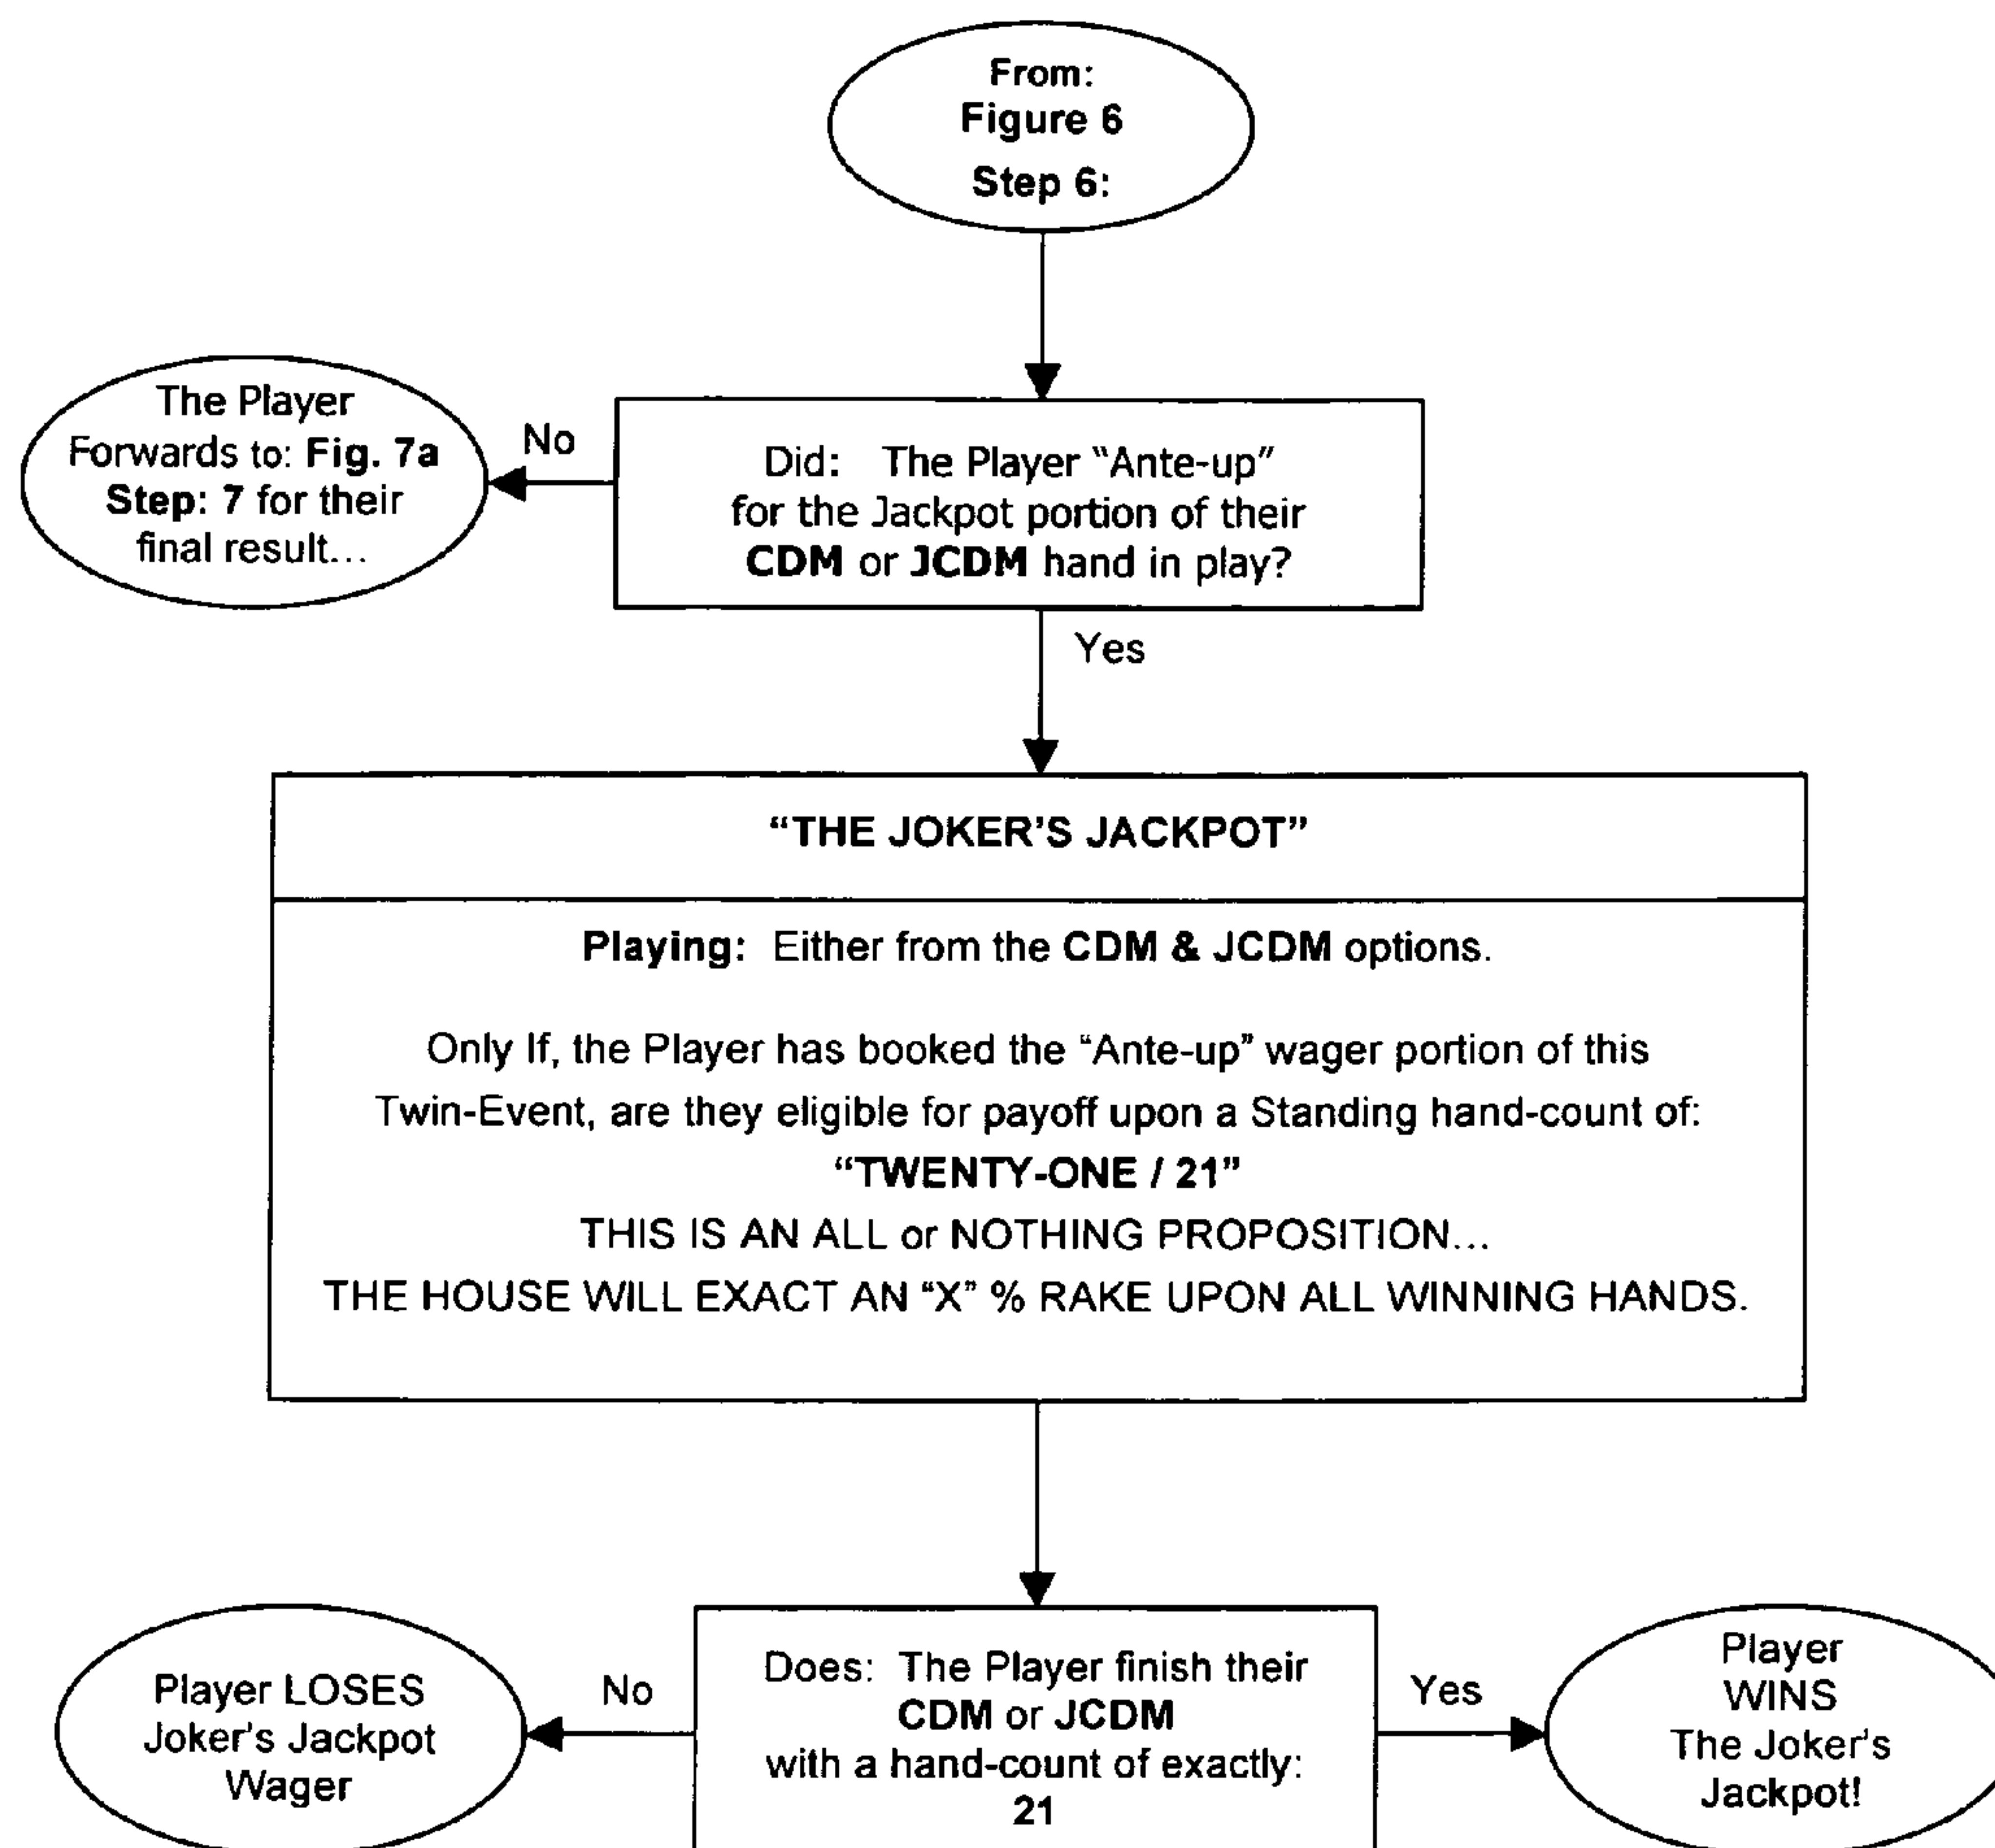 From:
Figure 6
Step 6:
The Player
Forwards to: Fig. 7a
Step: 7 for their
final result...
No
Did: The Player “Ante-up”
for the Jackpot portion of their
CDM or JCDM hand in play?
Yes
“THE JOKER'S JACKPOT”
Playing: Either from the CDM & JCDM options.
Only If, the Player has booked the “Ante-up” wager portion of this
Twin-Event, are they eligible for payoff upon a Standing hand-count of:
“TWENTY-ONE / 21”
THIS IS AN ALL or NOTHING PROPOSITION...
THE HOUSE WILL EXACT AN “X” % RAKE UPON ALL WINNING HANDS.
Player LOSES
Joker's Jackpot
Wager
No
Does: The Player finish their
CDM or JCDM
with a hand-count of exactly:
21
Yes
Player
WINS
The Joker's
Jackpot!